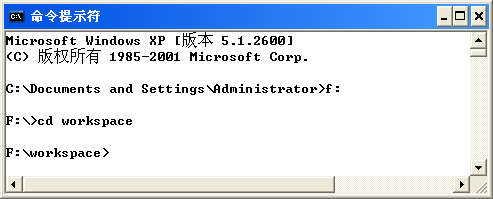 命令提示符
Microsoft Windows XP [版本 5.1.2600]
(C) 版权所有 1985-2001 Microsoft Corp.
C:\Documents and Settings\Administrator>f:
F:\>cd workspace
F:\workspace>